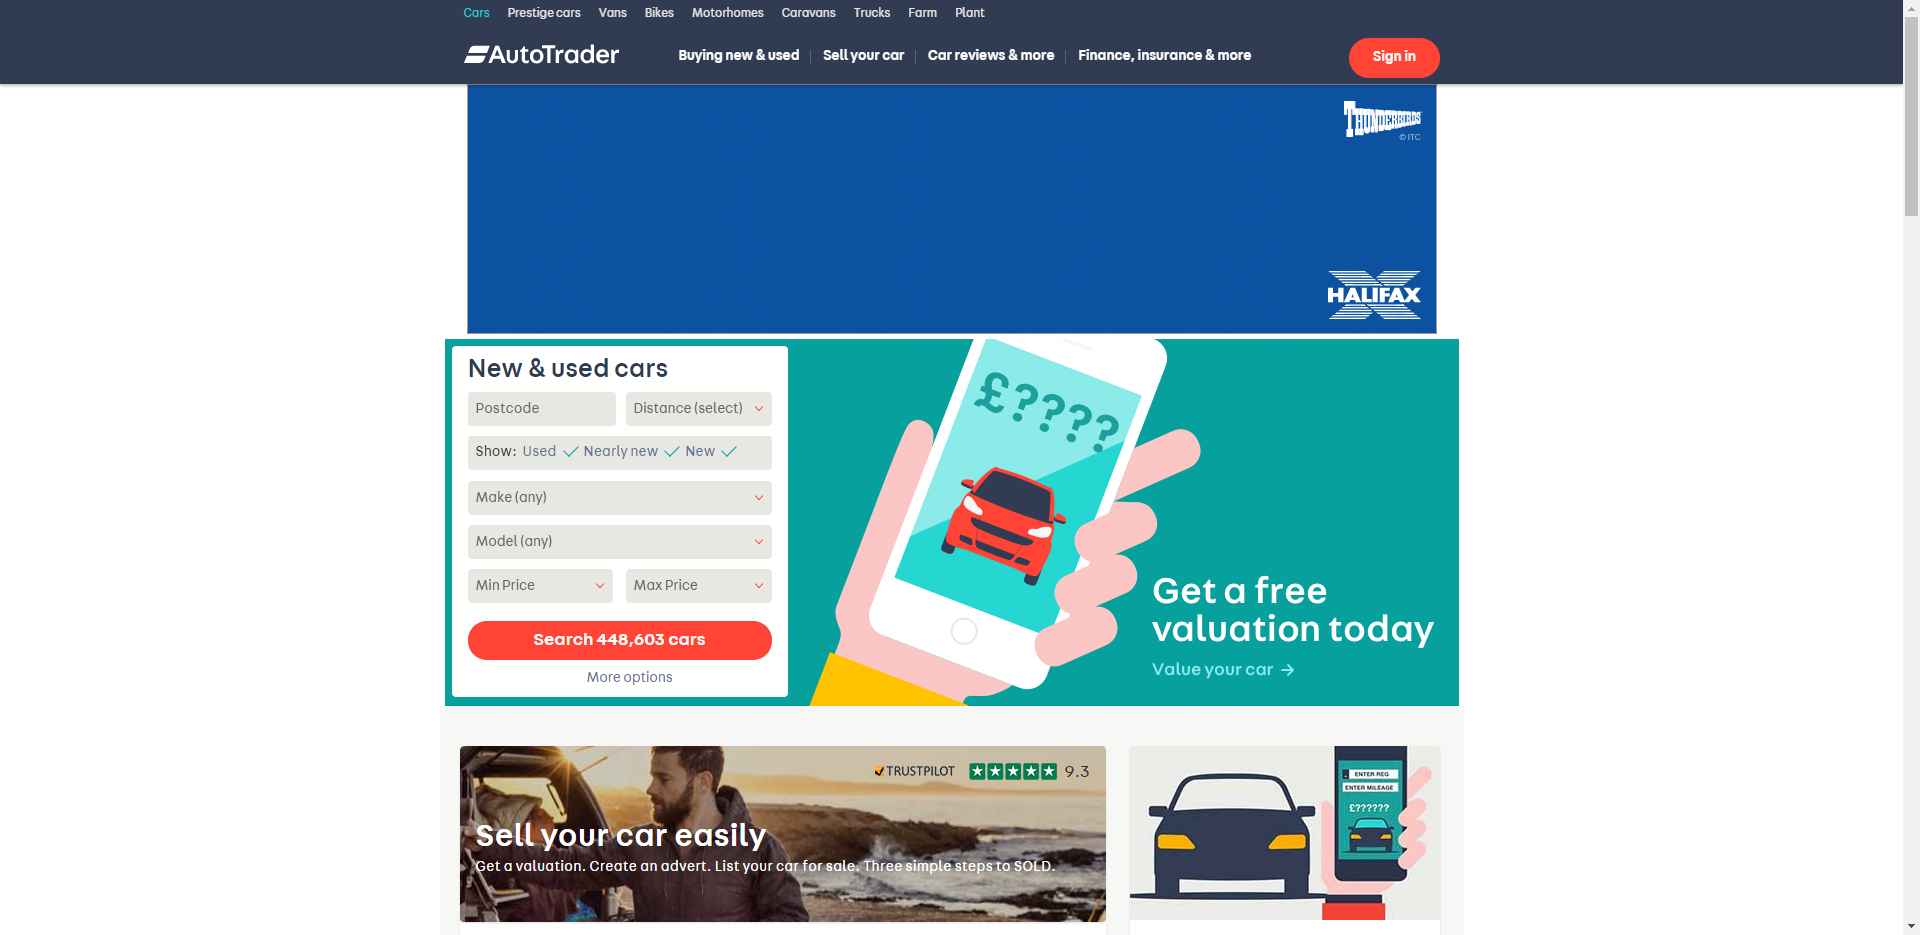 Cars Prestige cars Vans Bikes Motorhomes Caravans Trucks Farm Plant
AutoTrader Buying new & used Sell your car Car reviews & more Finance, insurance & more Sign in
THUNDERBIRDS
© ITC
HALIFAX
New & used cars
Postcode Distance (select)
Show: Used Nearly new New
Make (any)
Model (any)
Min Price Max Price
Search 448,603 cars
More options
£????
Get a free
valuation today
Value your car →
TRUSTPILOT 9.3
Sell your car easily
Get a valuation. Create an advert. List your car for sale. Three simple steps to SOLD.
ENTER REG
ENTER MILEAGE
£??????